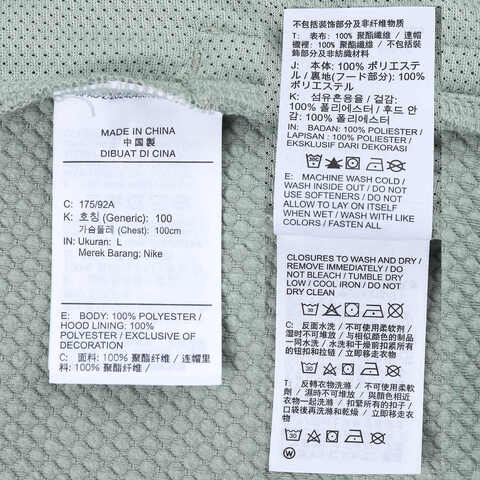 MADE IN CHINA
中国製
DIBUAT DI CINA
C: 175/92A
K: 호칭 (Generic): 100
가슴둘레 (Chest): 100cm
IN: Ukuran: L
Merek Barang: Nike
E: BODY: 100% POLYESTER/
HOOD LINING: 100%
POLYESTER / EXCLUSIVE OF
DECORATION
C: 面料: 100% 聚酯纤维 / 连帽里
料: 100% 聚酯纤维 /
不包括装饰部分及非纤维物质
T: 表布: 100% 聚酯纖維 / 連帽
襯裡: 100% 聚酯纖維 / 不包括
飾物及非紡織材料
J: 本体: 100% ポリエステル
/ 裏地(フード部分): 100% ポリ
エステル
K: 섬유혼용율 / 겉감:
100% 폴리에스터 / 후드 안
감: 100% 폴리에스터
IN: BADAN: 100% POLIESTER /
LAPISAN : 100% POLIESTER /
EKSKLUSIF DARI DEKORASI
E: MACHINE WASH COLD /
WASH INSIDE OUT / DO NOT
USE SOFTENERS / DO NOT
ALLOW TO LAY ON ITSELF
WHEN WET / WASH WITH LIKE
COLORS / FASTEN ALL
CLOSURES TO WASH AND DRY /
REMOVE IMMEDIATELY / DO
NOT BLEACH / TUMBLE DRY
LOW / COOL IRON / DO NOT
DRY CLEAN
C: 反面水洗 / 不可使用柔软剂/
湿时不可堆放 / 与相似颜色的制品
一同水洗 / 水洗和干燥前扣紧所有
的钮扣和拉链 / 立即移走衣物
T: 反轉衣物洗滌 / 不可使用柔軟
劑 / 濕時不可堆放 / 與顏色相近
衣物一起洗滌 / 扣緊所有的扣子 /
口袋後再洗滌和乾燥 / 立即移走衣
物